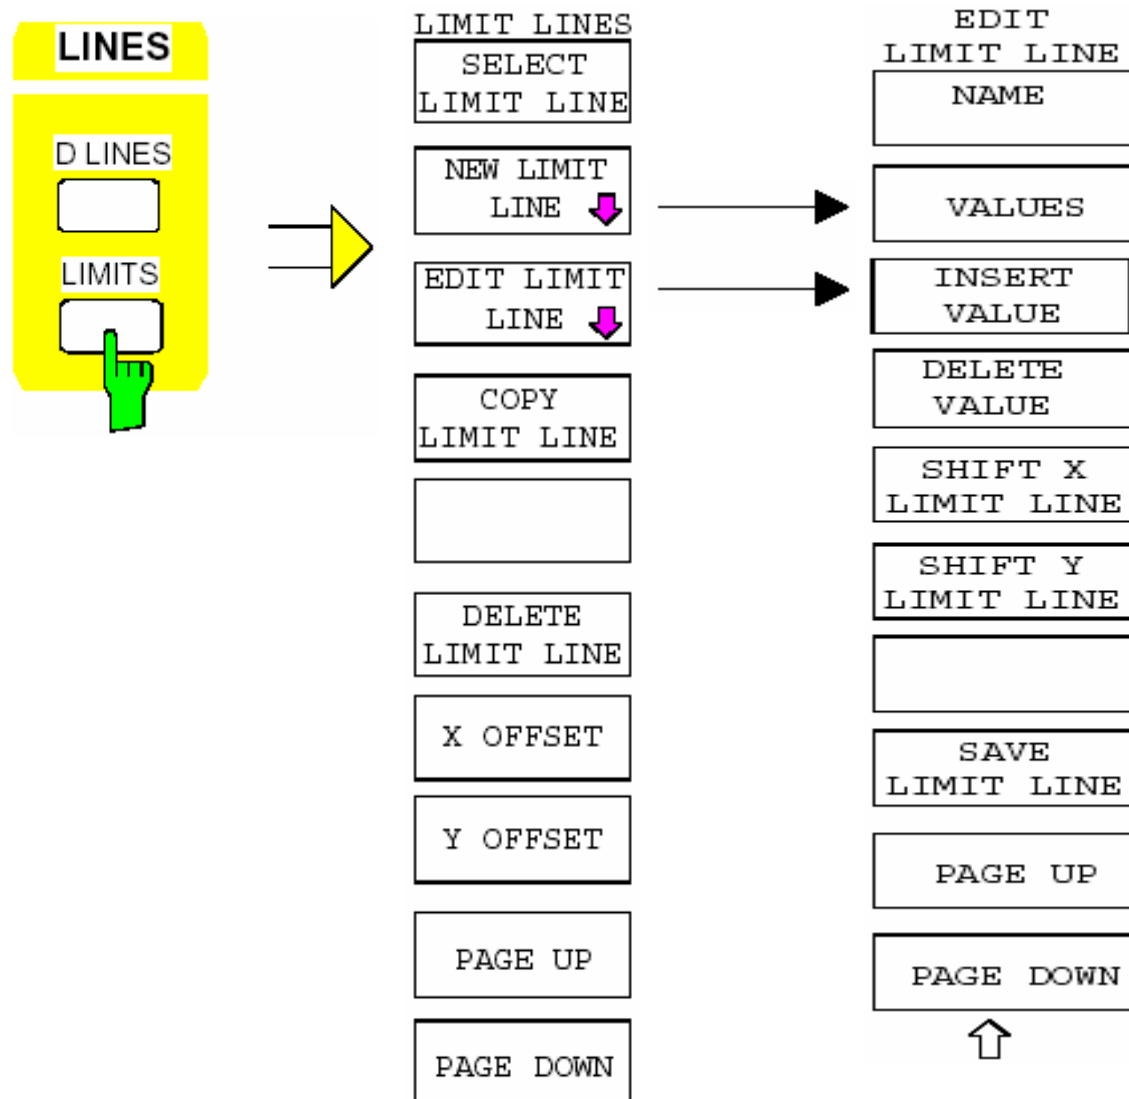 LINES
D LINES
LIMITS
LIMIT LINES
SELECT
LIMIT LINE
NEW LIMIT
LINE
EDIT LIMIT
LINE
COPY
LIMIT LINE
DELETE
LIMIT LINE
X OFFSET
Y OFFSET
PAGE UP
PAGE DOWN
EDIT
LIMIT LINE
NAME
VALUES
INSERT
VALUE
DELETE
VALUE
SHIFT X
LIMIT LINE
SHIFT Y
LIMIT LINE
SAVE
LIMIT LINE
PAGE UP
PAGE DOWN